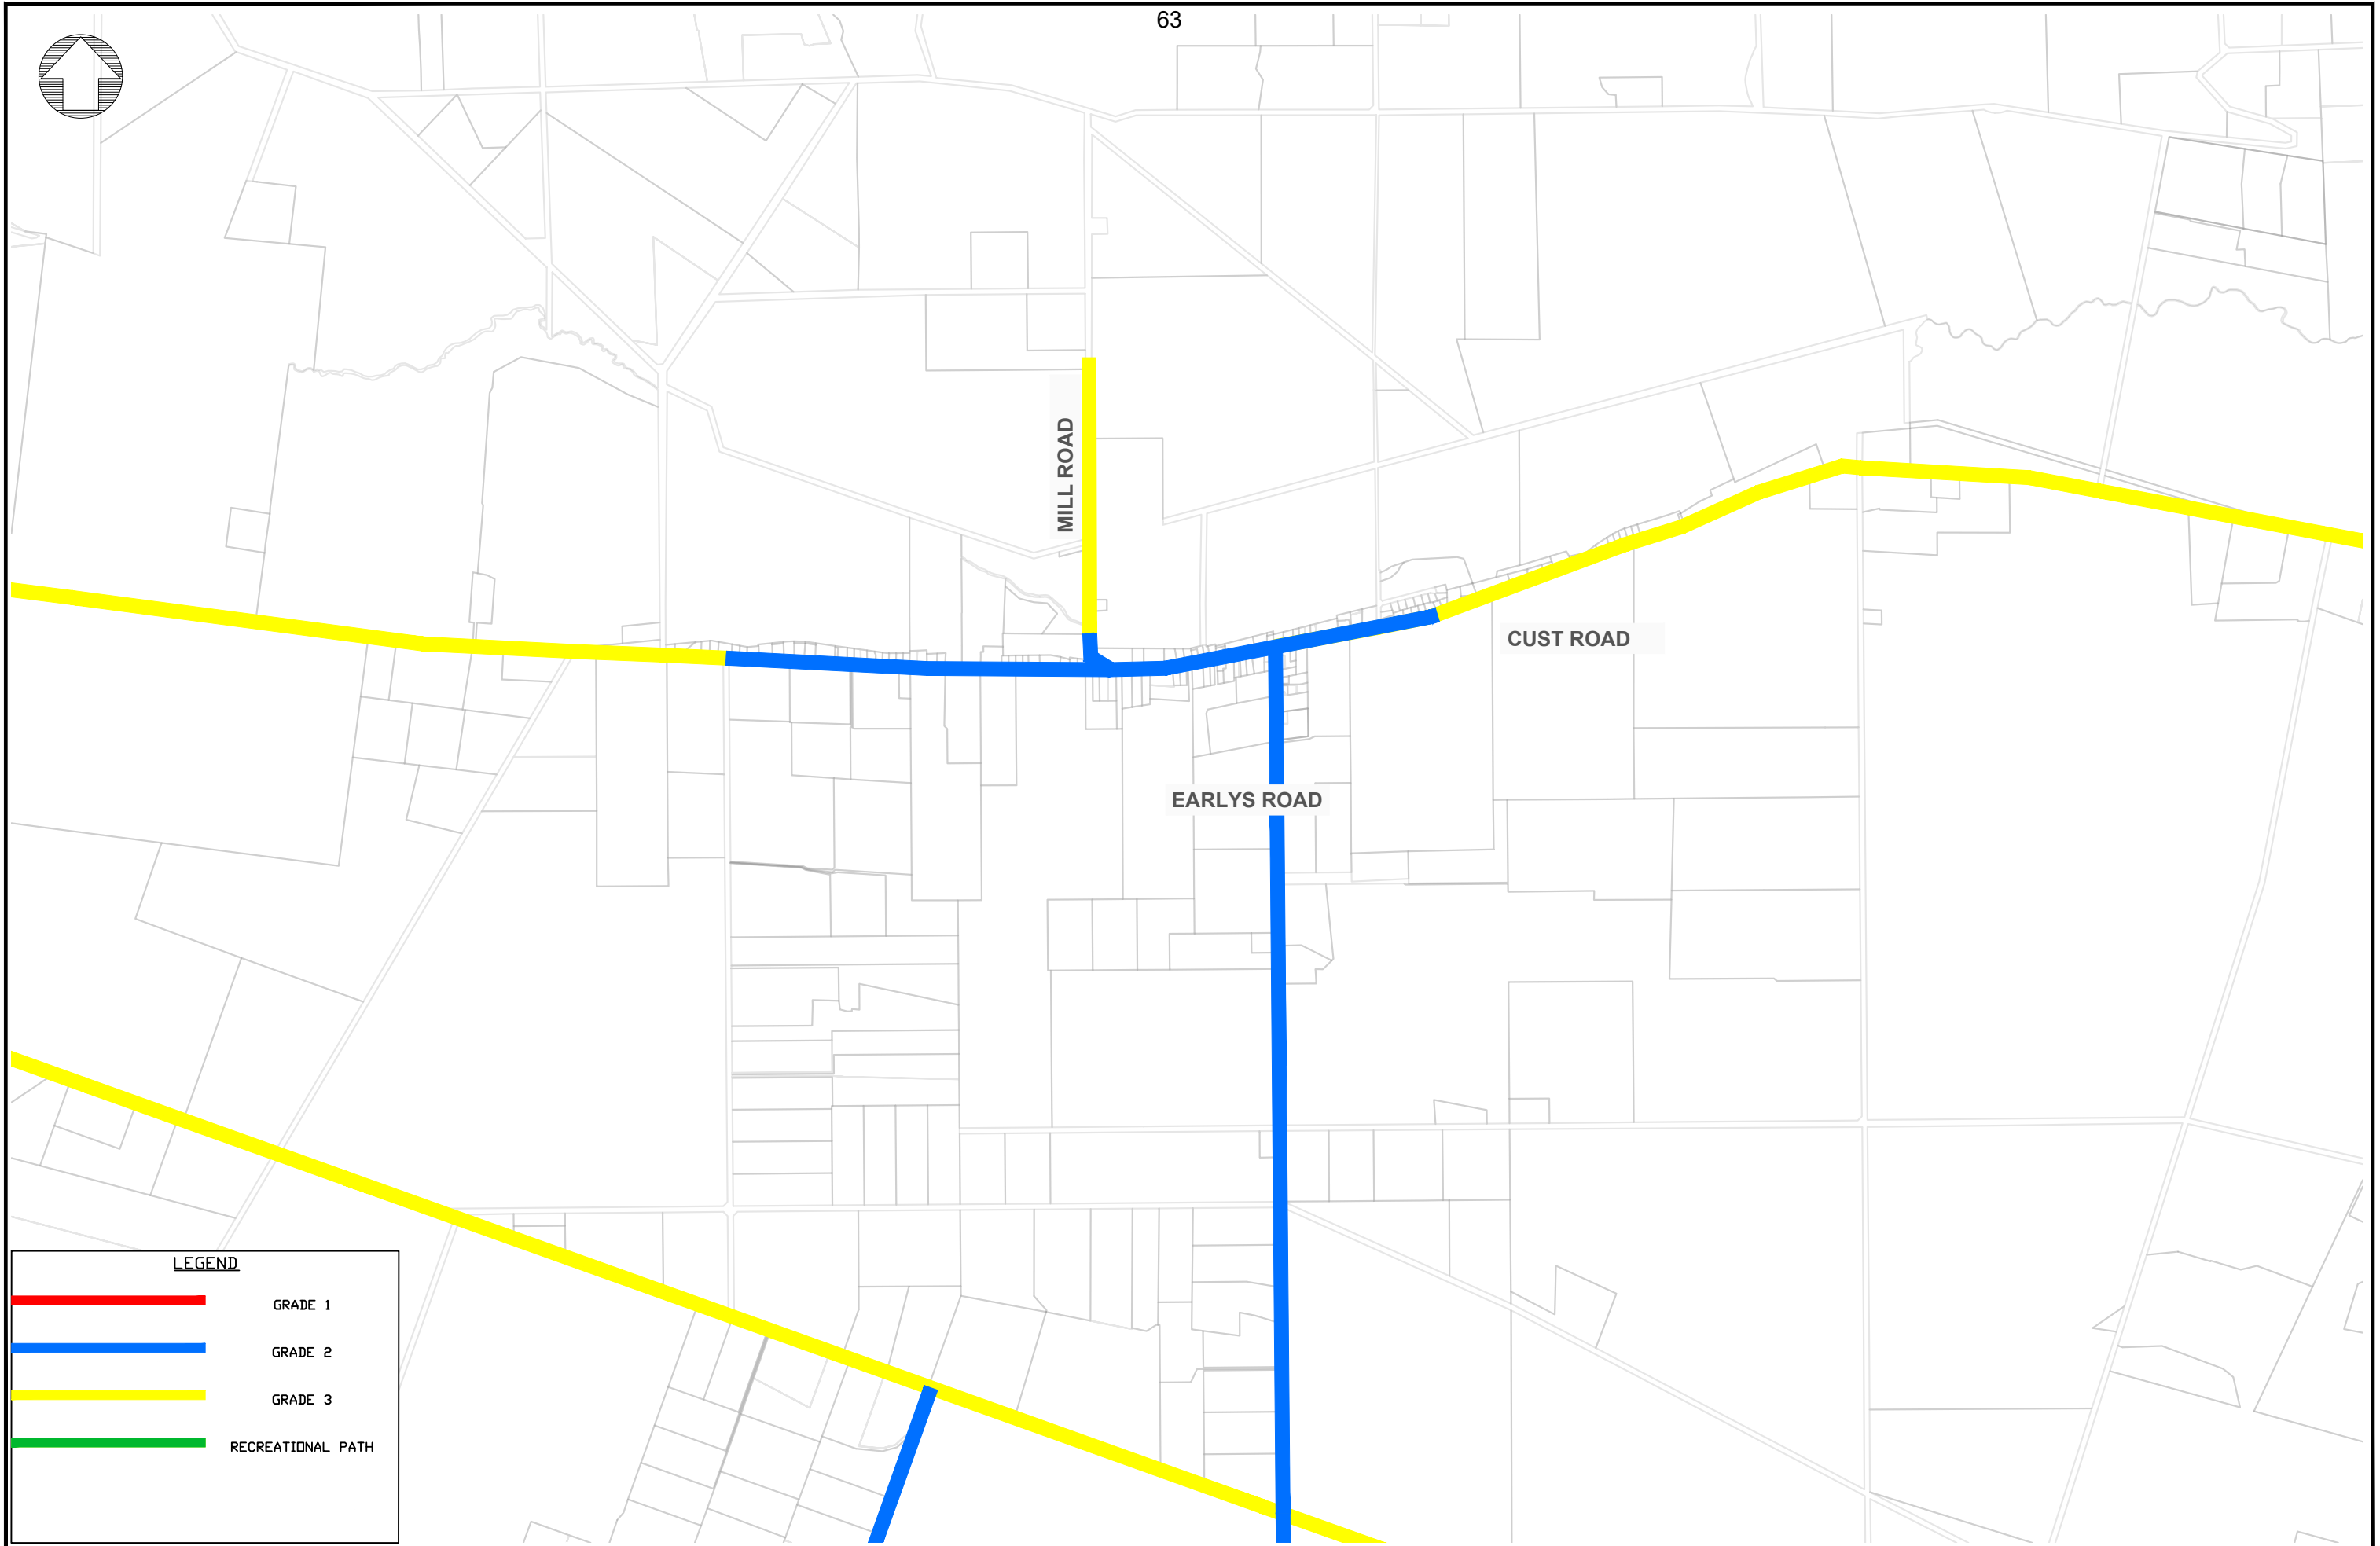 63
MILL ROAD
CUST ROAD
EARLYS ROAD
LEGEND
GRADE 1
GRADE 2
GRADE 3
RECREATIONAL PATH